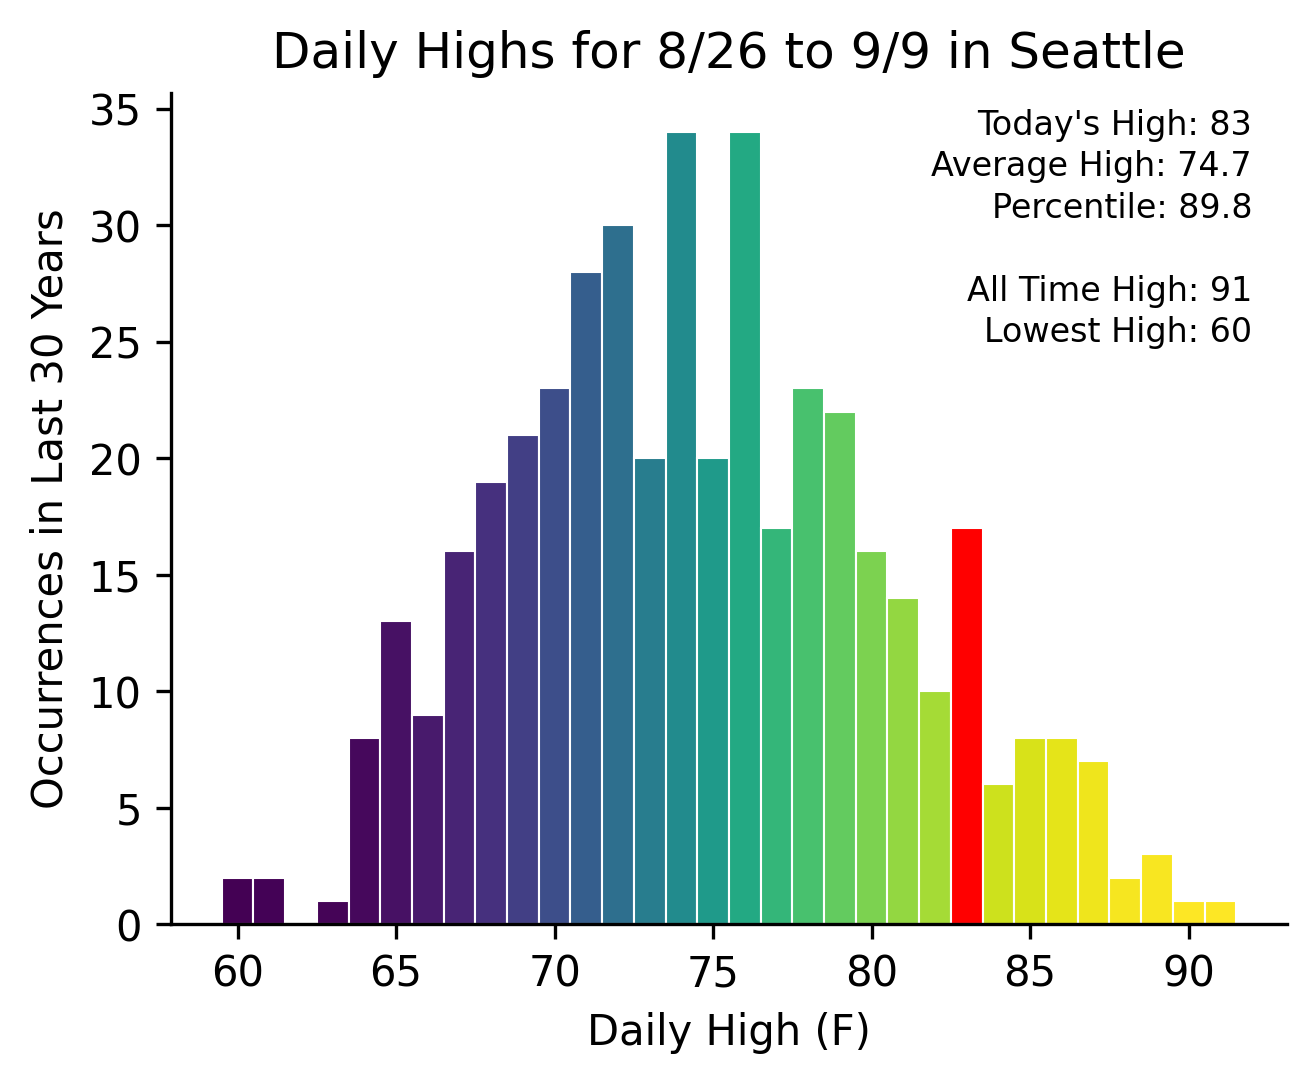 Daily Highs for 8/26 to 9/9 in Seattle
Today's High: 83
Average High: 74.7
Percentile: 89.8
All Time High: 91
Lowest High: 60
Occurrences in Last 30 Years
35
30
25
20
15
10
5
0
60 65 70 75 80 85 90
Daily High (F)